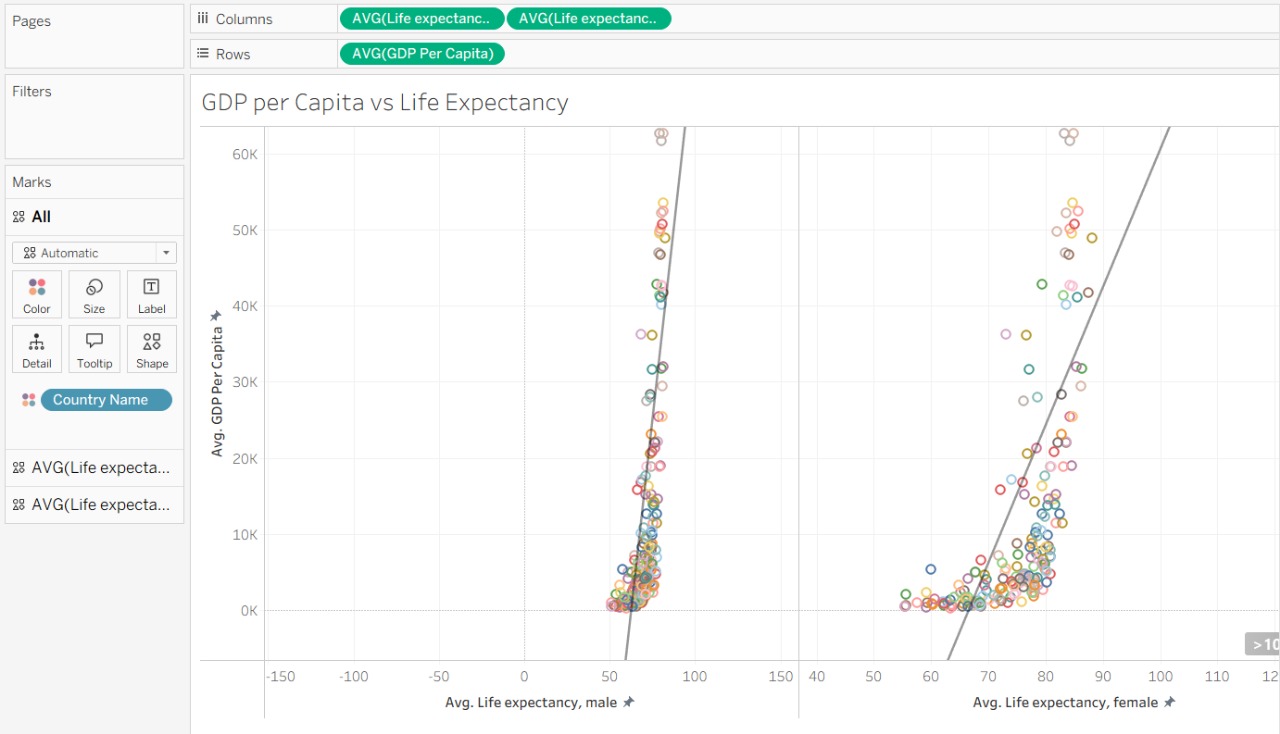 Pages
Columns
AVG(Life expectanc.. AVG(Life expectanc..
Rows
AVG(GDP Per Capita)
Filters
Marks
All
Automatic
Color Size Label
Detail Tooltip Shape
Country Name
AVG(Life expecta...
AVG(Life expecta...
GDP per Capita vs Life Expectancy
Avg. GDP Per Capita
60K
50K
40K
30K
20K
10K
0K
>10
-150 -100 -50 0 50 100 150 40 50 60 70 80 90 100 110 12
Avg. Life expectancy, male Avg. Life expectancy, female